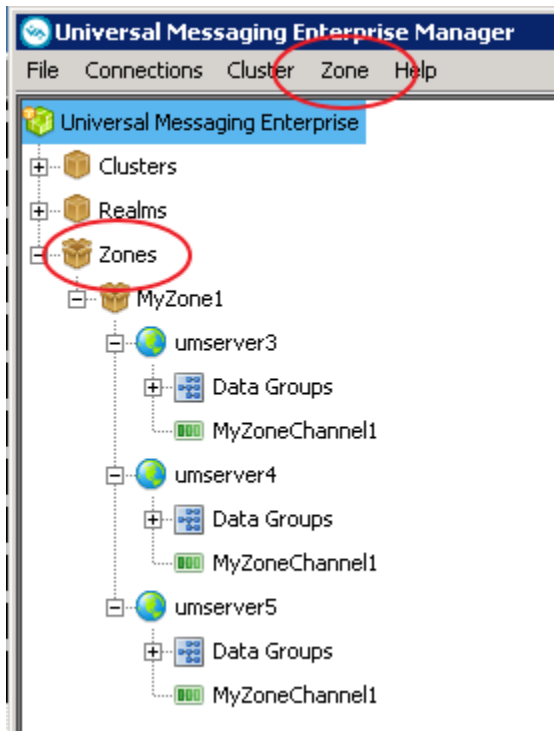 Universal Messaging Enterprise Manager
File Connections Cluster Zone Help
Universal Messaging Enterprise
Clusters
Realms
Zones
MyZone1
umserver3
Data Groups
MyZoneChannel1
umserver4
Data Groups
MyZoneChannel1
umserver5
Data Groups
MyZoneChannel1